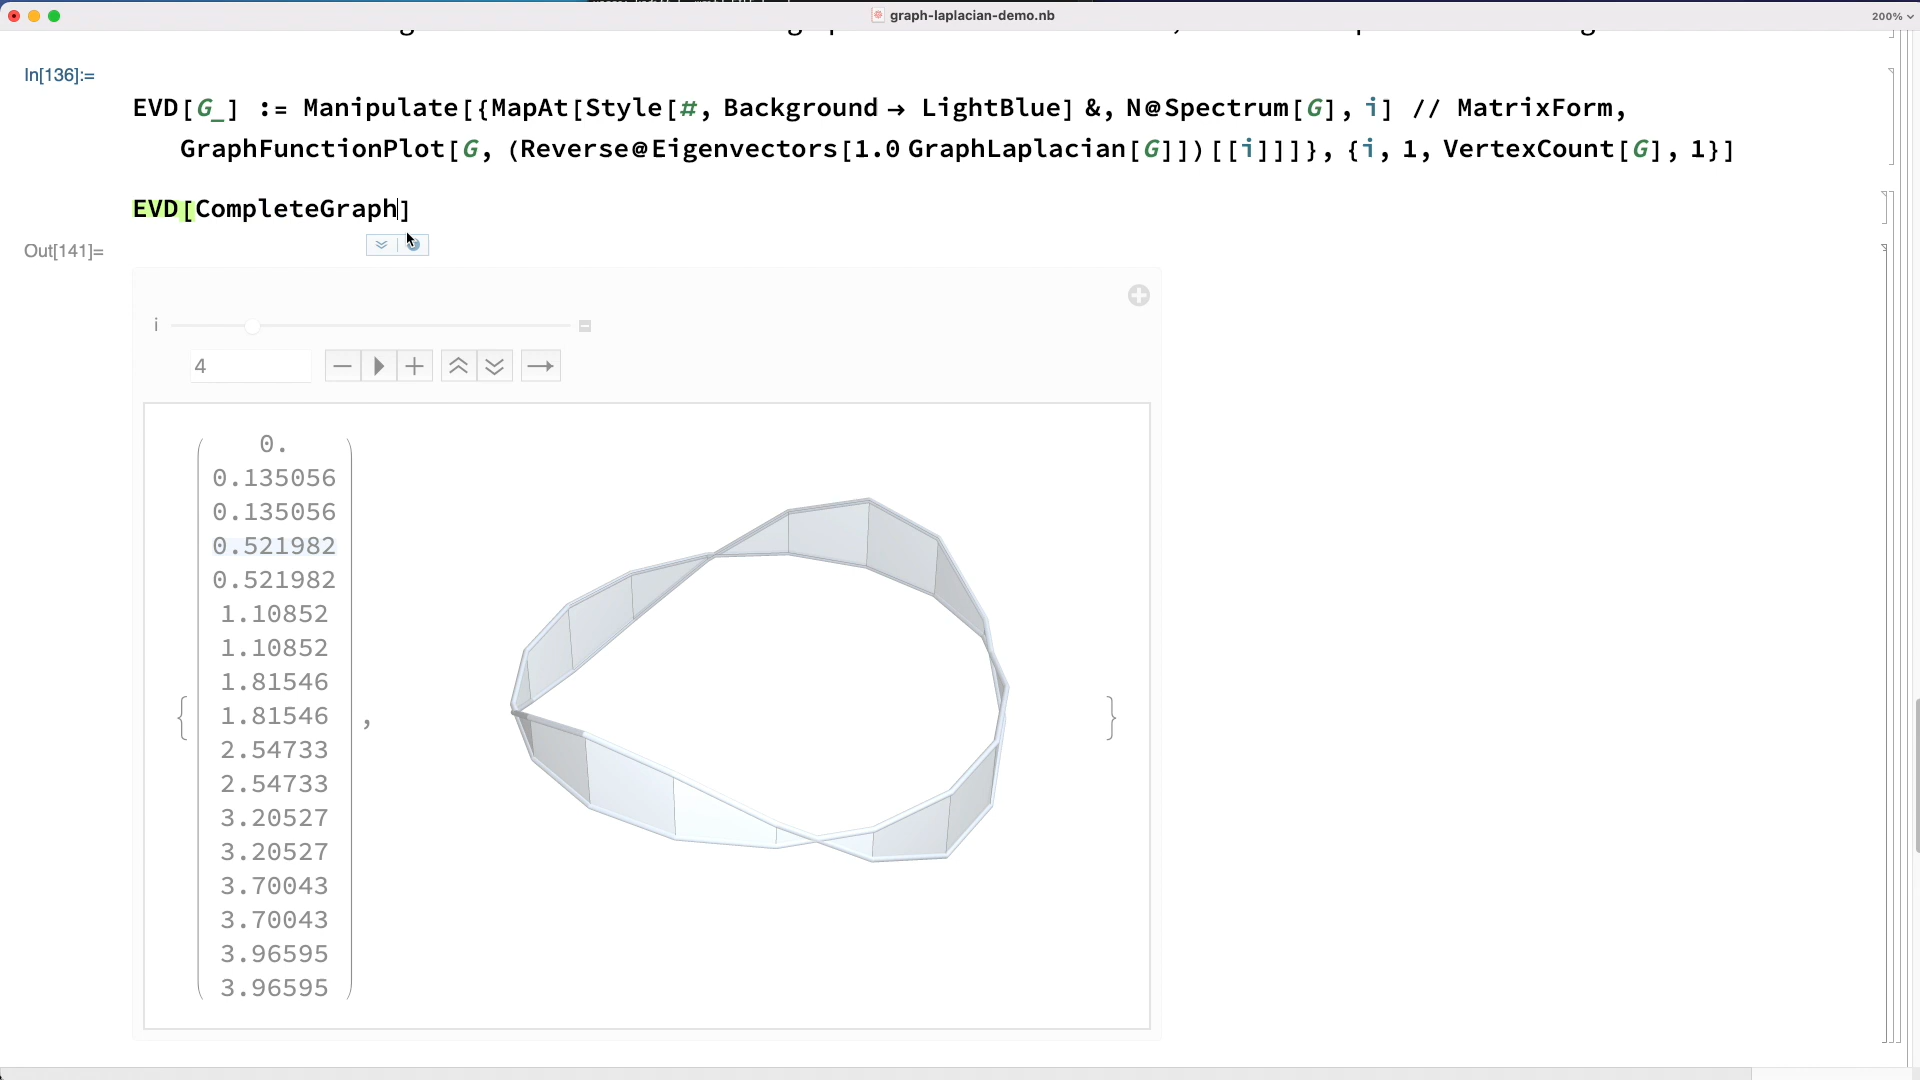 graph-laplacian-demo.nb
200%
In[136]:=
EVD[G_] := Manipulate[{MapAt[Style[#, Background → LightBlue] &, N@Spectrum[G], i] // MatrixForm,
GraphFunctionPlot[G, (Reverse@Eigenvectors[1.0 GraphLaplacian[G]])[[i]]]}, {i, 1, VertexCount[G], 1}]
EVD[CompleteGraph]
Out[141]=
i
4
0.
0.135056
0.135056
0.521982
0.521982
1.10852
1.10852
1.81546
{ 1.81546 , }
2.54733
2.54733
3.20527
3.20527
3.70043
3.70043
3.96595
3.96595